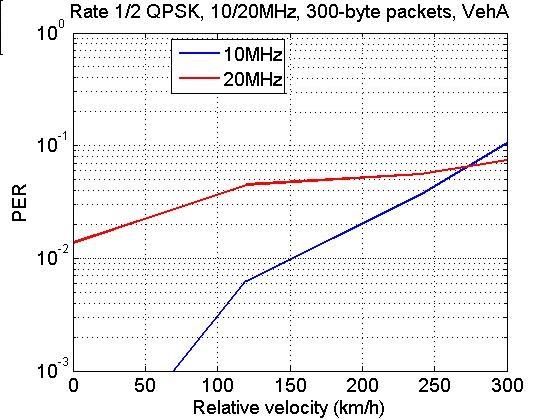 Rate 1/2 QPSK, 10/20MHz, 300-byte packets, VehA
10^0
10MHz
20MHz
10^-1
PER
10^-2
10^-3
0 50 100 150 200 250 300
Relative velocity (km/h)